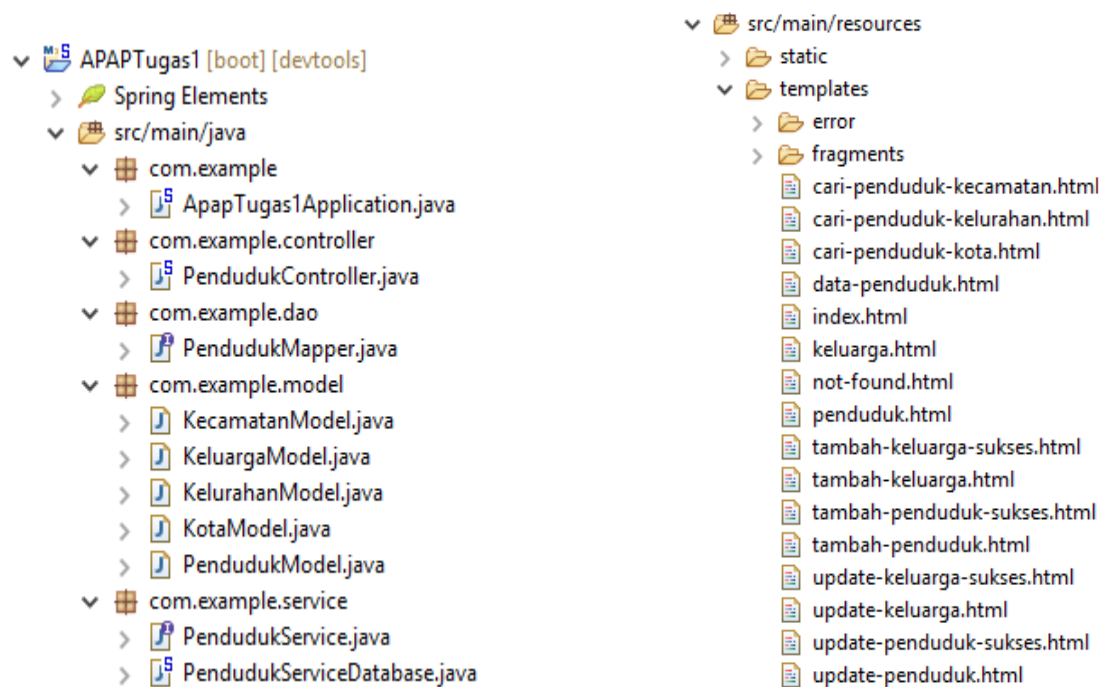 APAPTugas1 [boot] [devtools]
Spring Elements
src/main/java
com.example
ApapTugas1Application.java
com.example.controller
PendudukController.java
com.example.dao
PendudukMapper.java
com.example.model
KecamatanModel.java
KeluargaModel.java
KelurahanModel.java
KotaModel.java
PendudukModel.java
com.example.service
PendudukService.java
PendudukServiceDatabase.java
src/main/resources
static
templates
error
fragments
cari-penduduk-kecamatan.html
cari-penduduk-kelurahan.html
cari-penduduk-kota.html
data-penduduk.html
index.html
keluarga.html
not-found.html
penduduk.html
tambah-keluarga-sukses.html
tambah-keluarga.html
tambah-penduduk-sukses.html
tambah-penduduk.html
update-keluarga-sukses.html
update-keluarga.html
update-penduduk-sukses.html
update-penduduk.html